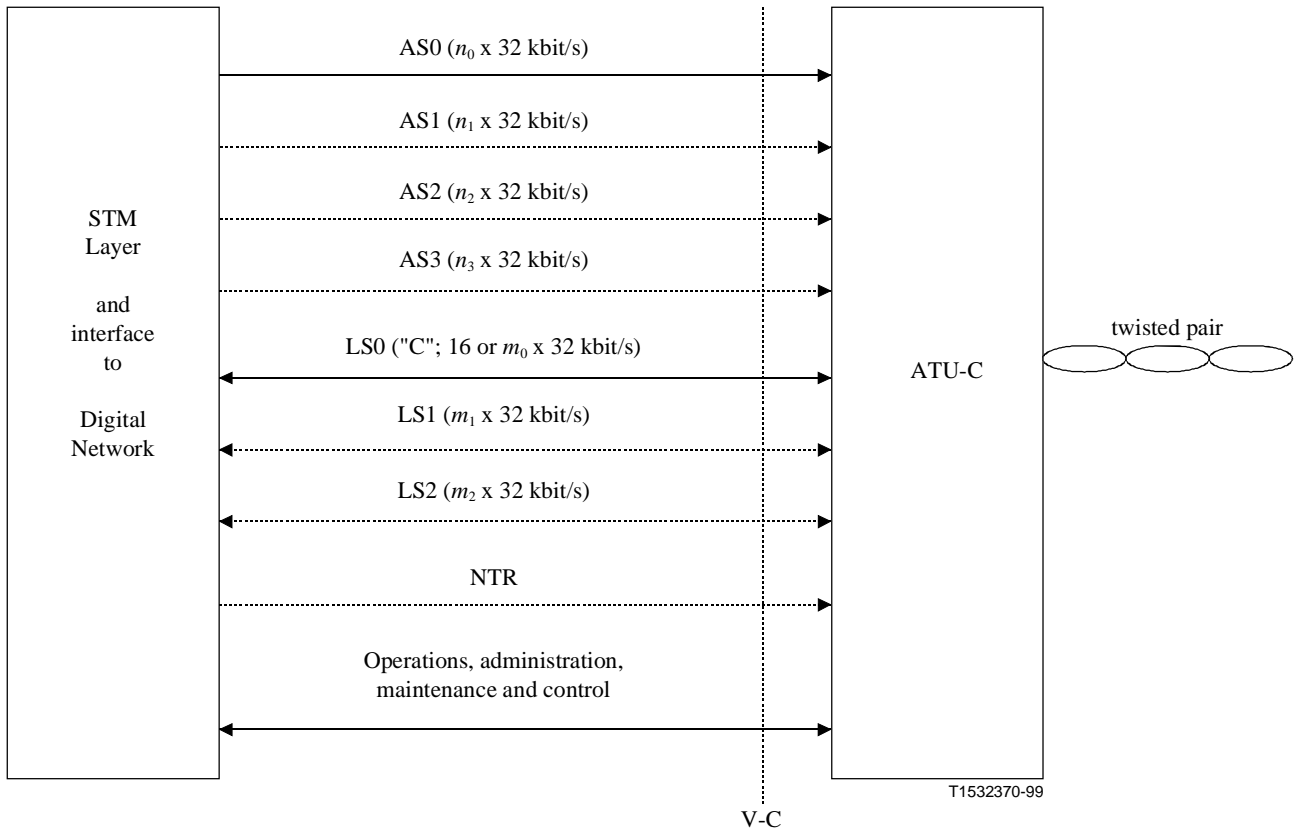 AS0 (n₀ x 32 kbit/s)
AS1 (n₁ x 32 kbit/s)
AS2 (n₂ x 32 kbit/s)
AS3 (n₃ x 32 kbit/s)
LS0 ("C"; 16 or m₀ x 32 kbit/s)
LS1 (m₁ x 32 kbit/s)
LS2 (m₂ x 32 kbit/s)
NTR
Operations, administration,
maintenance and control
STM
Layer
and
interface
to
Digital
Network
ATU-C
twisted pair
T1532370-99
V-C